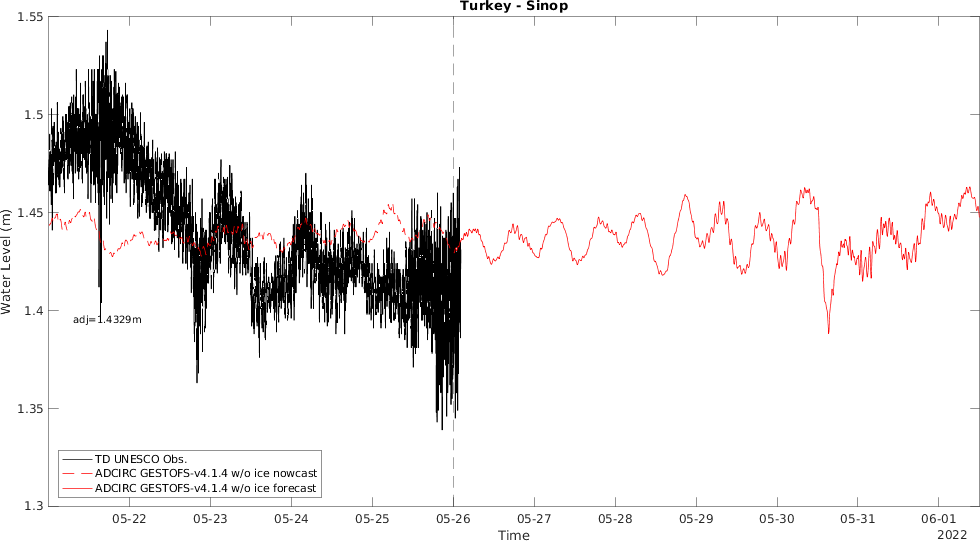 Turkey - Sinop
1.55
1.5
1.45
1.4
1.35
1.3
Water Level (m)
adj=1.4329m
TD UNESCO Obs.
ADCIRC GESTOFS-v4.1.4 w/o ice nowcast
ADCIRC GESTOFS-v4.1.4 w/o ice forecast
05-22 05-23 05-24 05-25 05-26 05-27 05-28 05-29 05-30 05-31 06-01
Time
2022